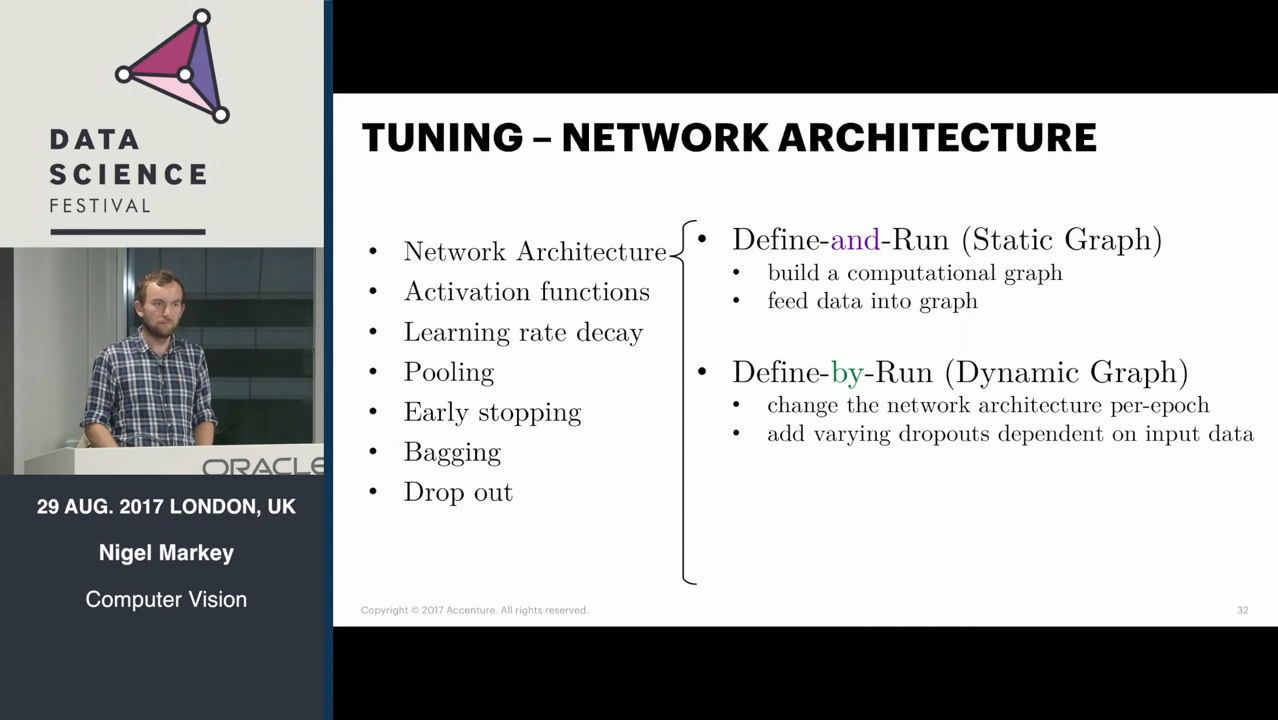 DATA
SCIENCE
FESTIVAL
ORACLE
29 AUG. 2017 LONDON, UK
Nigel Markey
Computer Vision
TUNING – NETWORK ARCHITECTURE
• Network Architecture
• Activation functions
• Learning rate decay
• Pooling
• Early stopping
• Bagging
• Drop out
• Define-and-Run (Static Graph)
• build a computational graph
• feed data into graph
• Define-by-Run (Dynamic Graph)
• change the network architecture per-epoch
• add varying dropouts dependent on input data
Copyright © 2017 Accenture. All rights reserved.
32